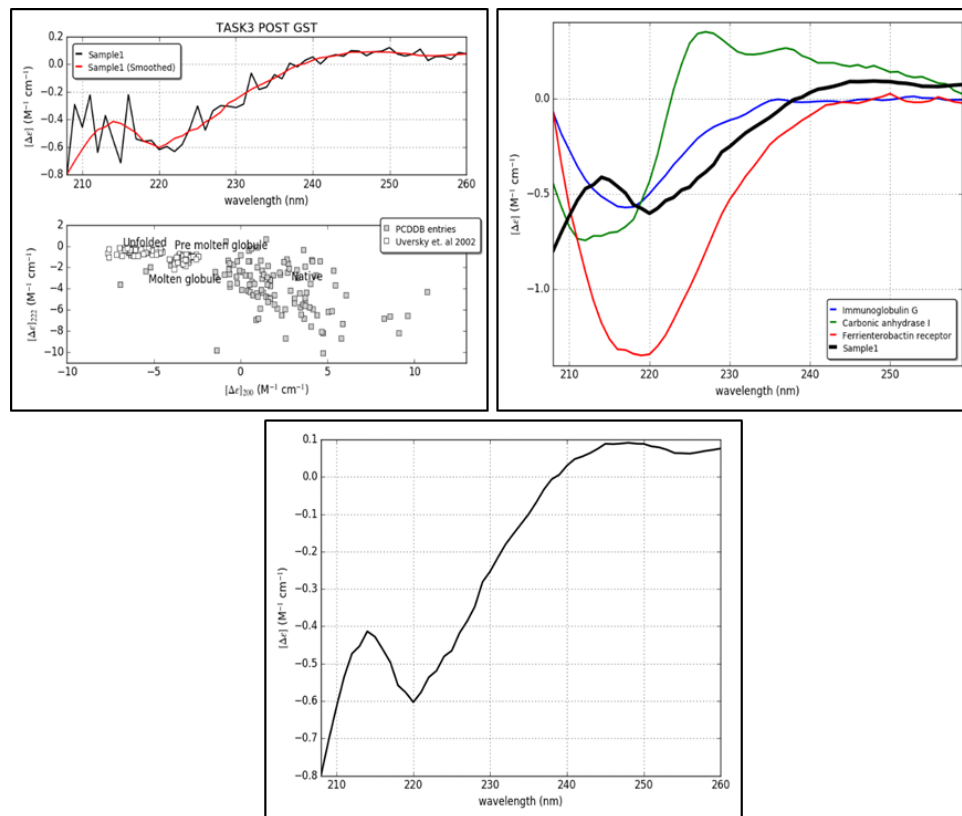 TASK3 POST GST
Sample1
Sample1 (Smoothed)
0.2
0.0
−0.2
−0.4
−0.6
−0.8
210 220 230 240 250 260
wavelength (nm)
[Δε] (M⁻¹ cm⁻¹)
PCDDB entries
Uversky et. al 2002
Unfolded
Pre molten globule
Molten globule
Native
2
0
−2
−4
−6
−8
−10
−10 −5 0 5 10
[Δε]₂₀₀ (M⁻¹ cm⁻¹)
[Δε]₂₂₂ (M⁻¹ cm⁻¹)
0.0
−0.5
−1.0
[Δε] (M⁻¹ cm⁻¹)
Immunoglobulin G
Carbonic anhydrase I
Ferrienterobactin receptor
Sample1
210 220 230 240 250
wavelength (nm)
0.1
0.0
−0.1
−0.2
−0.3
−0.4
−0.5
−0.6
−0.7
−0.8
[Δε] (M⁻¹ cm⁻¹)
210 220 230 240 250 260
wavelength (nm)